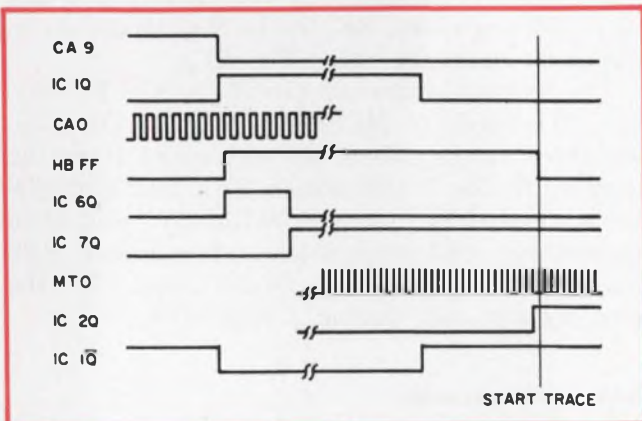 CA 9
IC 1Q
CAO
HB FF
IC 6Q
IC 7Q
MTO
IC 2Q
IC 1Q̅
START TRACE